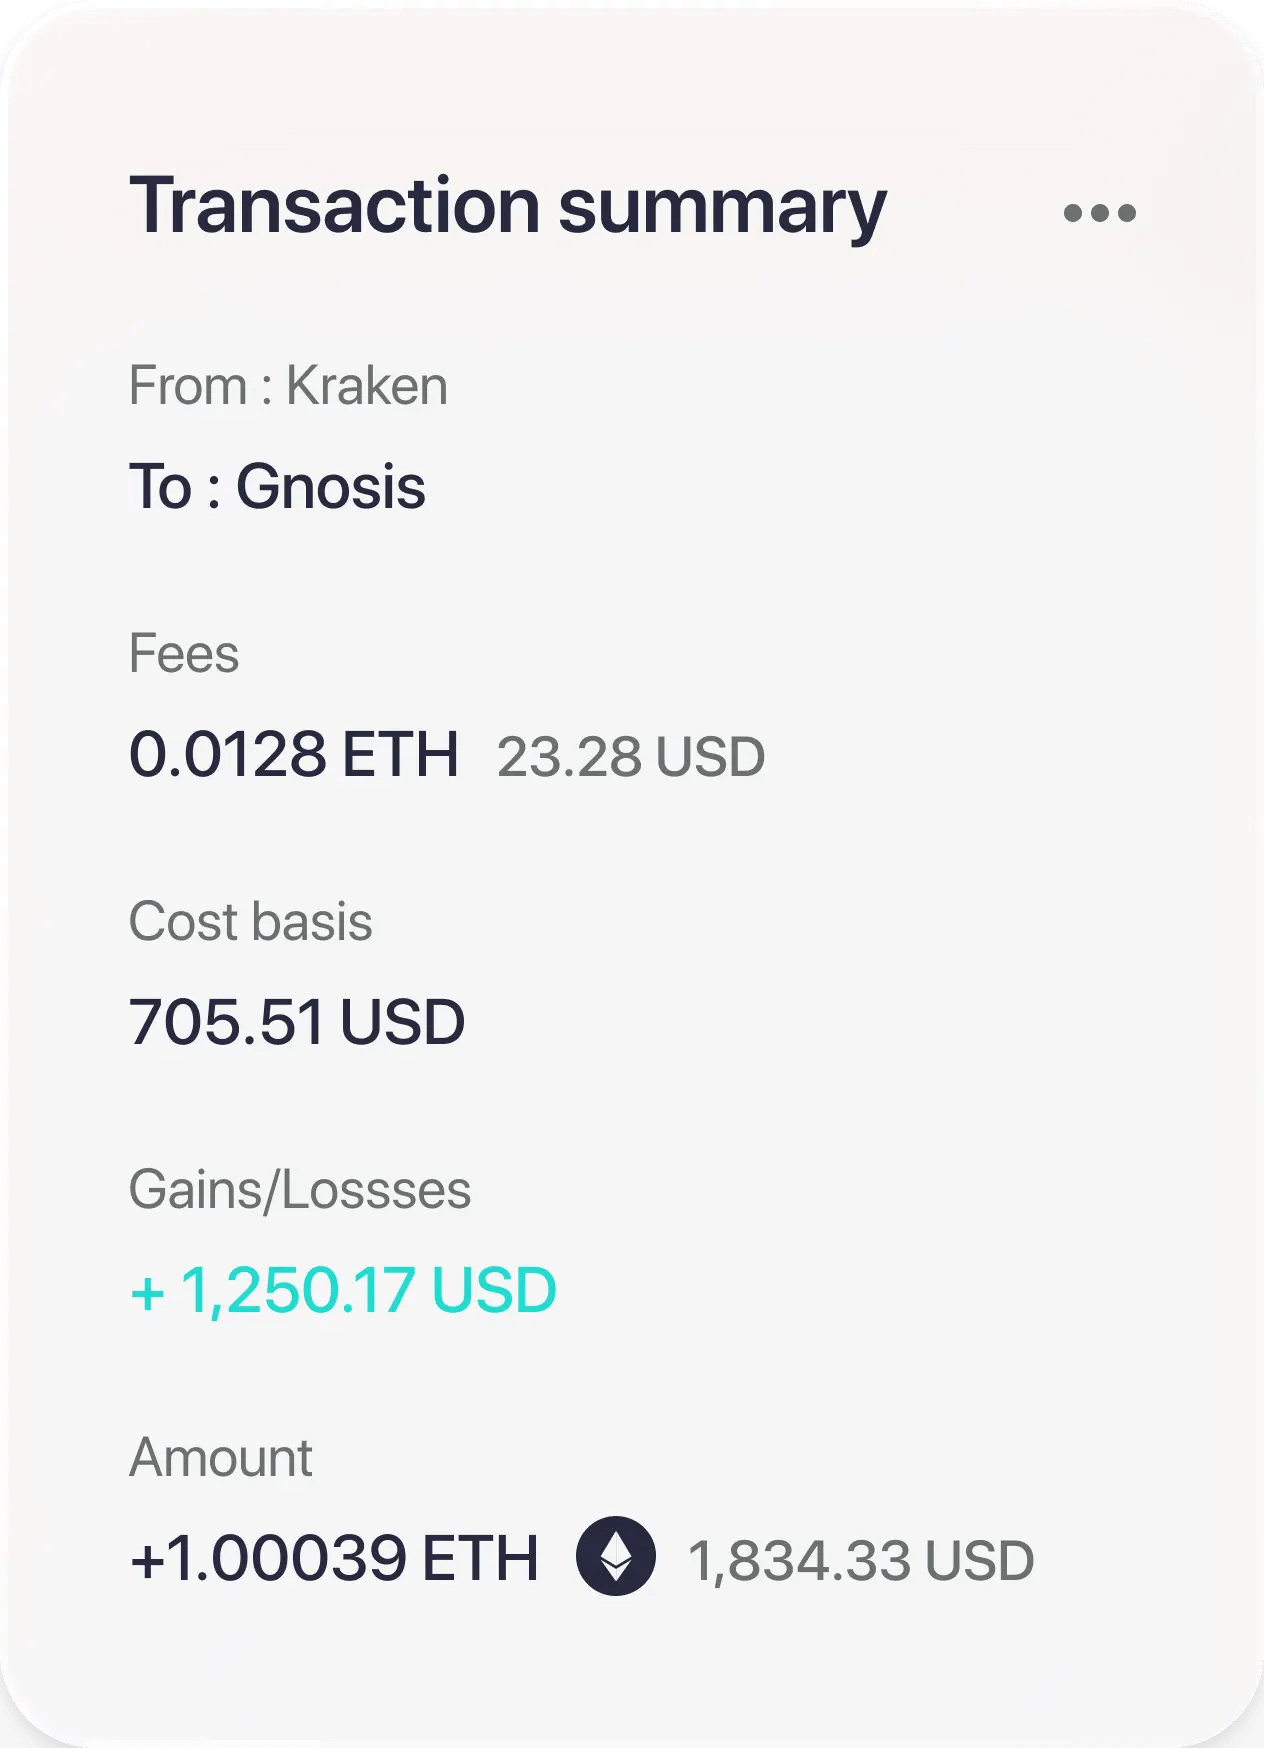 Transaction summary
From : Kraken
To : Gnosis
Fees
0.0128 ETH 23.28 USD
Cost basis
705.51 USD
Gains/Lossses
+ 1,250.17 USD
Amount
+1.00039 ETH 1,834.33 USD